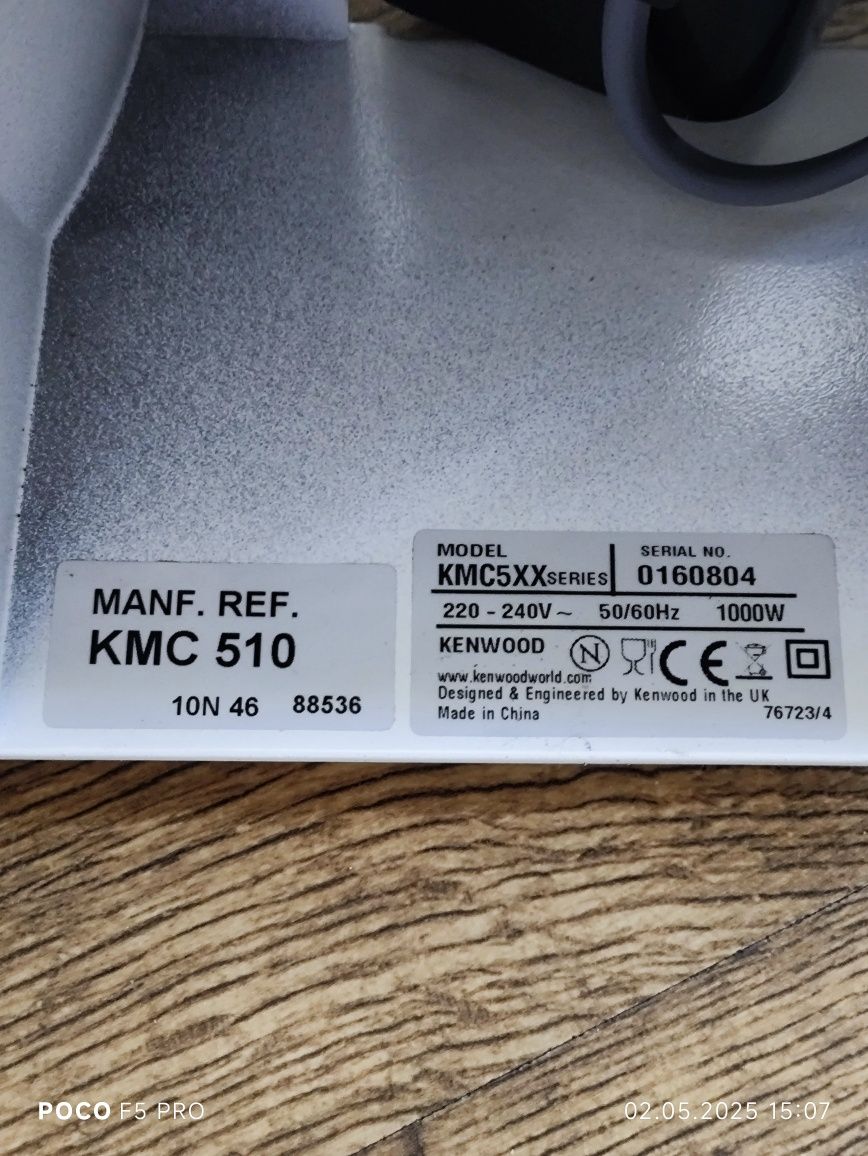 MANF. REF.
KMC 510
10N 46 88536
MODEL
KMC5XX SERIES
SERIAL NO.
0160804
220 - 240V ~ 50/60Hz 1000W
KENWOOD N CE
www.kenwoodworld.com
Designed & Engineered by Kenwood in the UK
Made in China 76723/4
POCO F5 PRO
02.05.2025 15:07